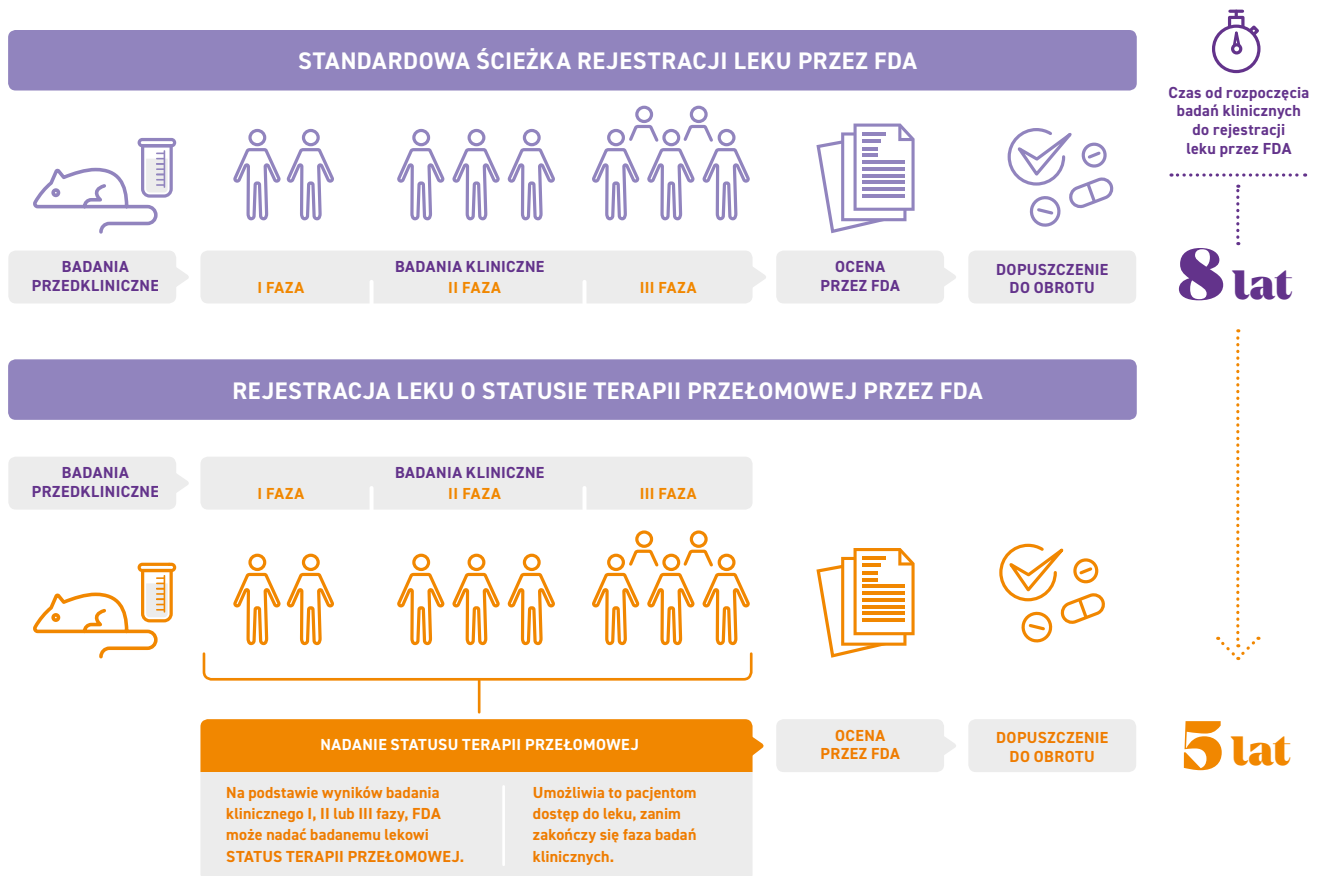 STANDARDOWA ŚCIEŻKA REJESTRACJI LEKU PRZEZ FDA
Czas od rozpoczęcia
badań klinicznych
do rejestracji
leku przez FDA
BADANIA
PRZEDKLINICZNE
BADANIA KLINICZNE
I FAZA
II FAZA
III FAZA
OCENA
PRZEZ FDA
DOPUSZCZENIE
DO OBROTU
8 lat
REJESTRACJA LEKU O STATUSIE TERAPII PRZEŁOMOWEJ PRZEZ FDA
BADANIA
PRZEDKLINICZNE
BADANIA KLINICZNE
I FAZA
II FAZA
III FAZA
NADANIE STATUSU TERAPII PRZEŁOMOWEJ
Na podstawie wyników badania
klinicznego I, II lub III fazy, FDA
może nadać badanemu lekowi
STATUS TERAPII PRZEŁOMOWEJ.
Umożliwia to pacjentom
dostęp do leku, zanim
zakończy się faza badań
klinicznych.
OCENA
PRZEZ FDA
DOPUSZCZENIE
DO OBROTU
5 lat